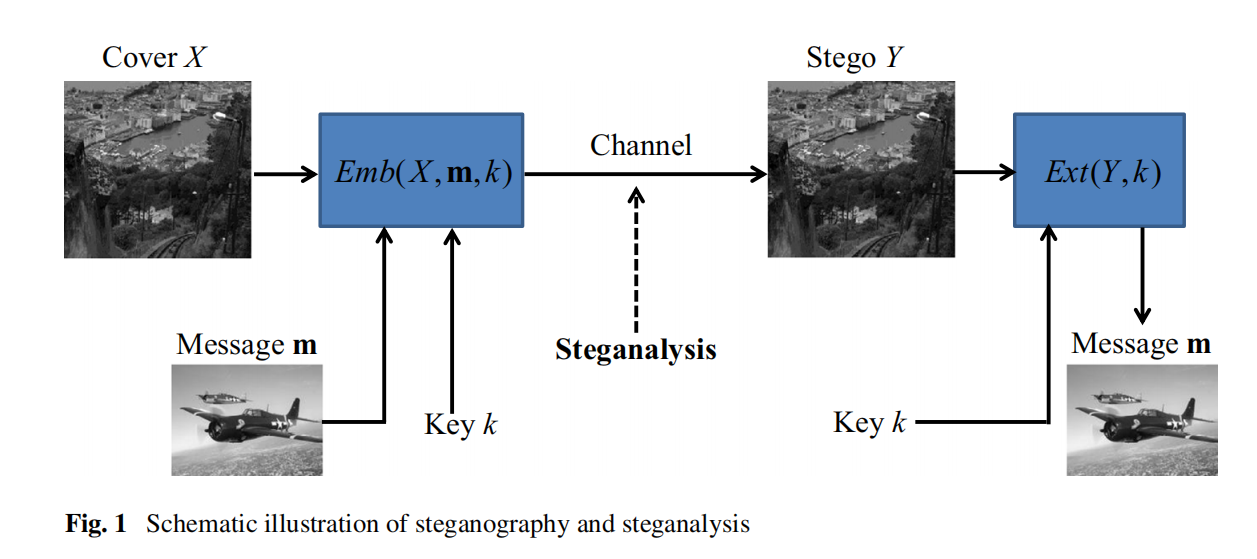 Cover X
Stego Y
Channel
Emb(X, m, k)
Ext(Y, k)
Steganalysis
Message m
Message m
Key k
Key k
Fig. 1 Schematic illustration of steganography and steganalysis